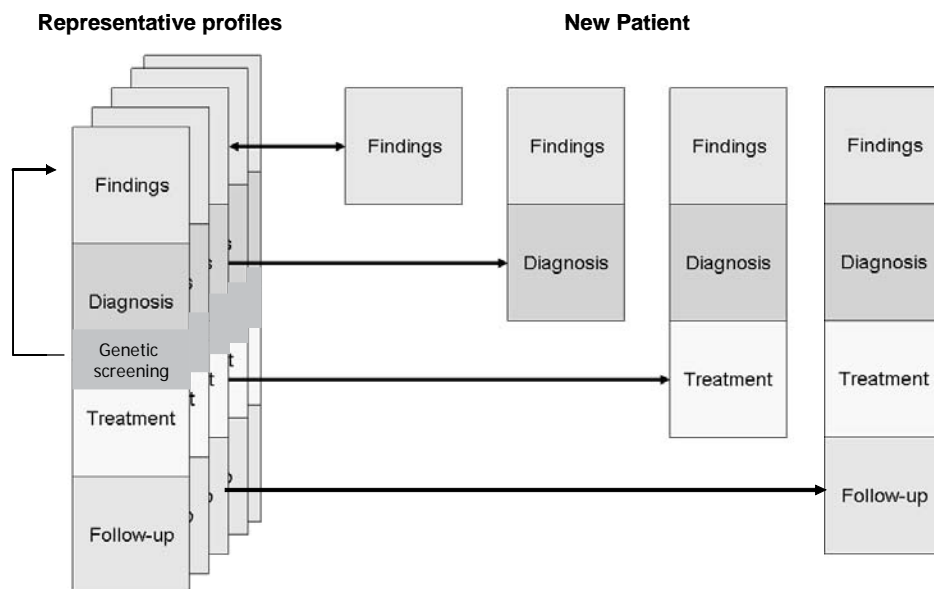 Representative profiles
New Patient
Findings
Diagnosis
Genetic
screening
Treatment
Follow-up
Findings
Findings
Diagnosis
Findings
Diagnosis
Treatment
Findings
Diagnosis
Treatment
Follow-up